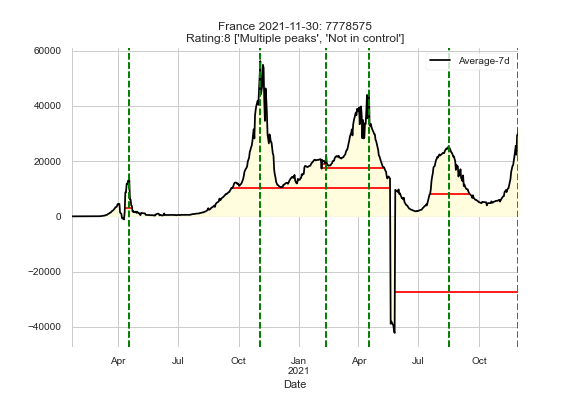 France 2021-11-30: 7778575
Rating:8 ['Multiple peaks', 'Not in control']
Average-7d
60000
40000
20000
0
−20000
−40000
Apr Jul Oct Jan Apr Jul Oct
2021
Date